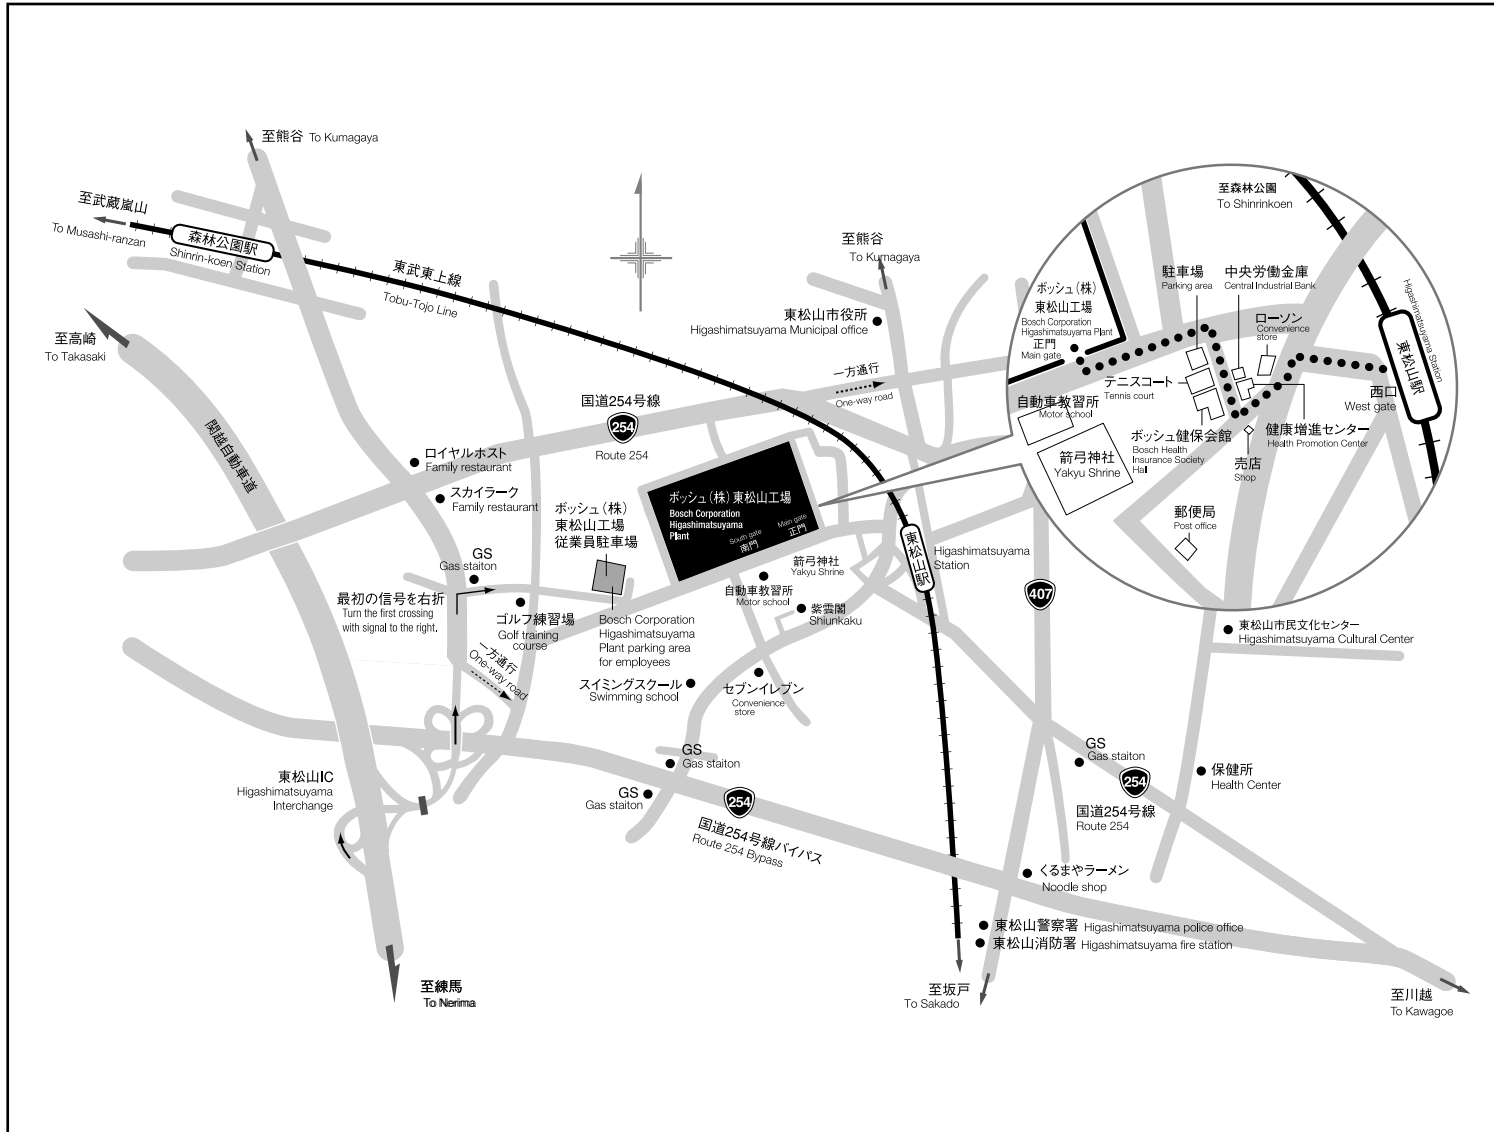 至熊谷 To Kumagaya
至武蔵嵐山
To Musashi-ranzan
森林公園駅
Shinrin-koen Station
東武東上線
Tobu-Tojo Line
至高崎
To Takasaki
関越自動車道
至熊谷
To Kumagaya
東松山市役所
Higashimatsuyama Municipal office
一方通行
One-way road
国道254号線
254
Route 254
ロイヤルホスト
Family restaurant
スカイラーク
Family restaurant
ボッシュ(株)
東松山工場
従業員駐車場
ボッシュ(株)東松山工場
Bosch Corporation
Higashimatsuyama
Plant
South gate
南門
Main gate
正門
GS
Gas staiton
最初の信号を右折
Turn the first crossing
with signal to the right.
ゴルフ練習場
Golf training
course
一方通行
One-way road
Bosch Corporation
Higashimatsuyama
Plant parking area
for employees
箭弓神社
Yakyu Shrine
自動車教習所
Motor school
紫雲閣
Shiunkaku
東松山駅
Higashimatsuyama
Station
スイミングスクール
Swimming school
セブンイレブン
Convenience
store
GS
Gas staiton
GS
Gas staiton
254
国道254号線バイパス
Route 254 Bypass
東松山IC
Higashimatsuyama
Interchange
至練馬
To Nerima
407
東松山市民文化センター
Higashimatsuyama Cultural Center
GS
Gas staiton
254
国道254号線
Route 254
保健所
Health Center
くるまやラーメン
Noodle shop
東松山警察署 Higashimatsuyama police office
東松山消防署 Higashimatsuyama fire station
至坂戸
To Sakado
至川越
To Kawagoe
至森林公園
To Shinrinkoen
駐車場
Parking area
中央労働金庫
Central Industrial Bank
ボッシュ(株)
東松山工場
Bosch Corporation
Higashimatsuyama Plant
正門
Main gate
ローソン
Convenience
store
Higashimatsuyama Station
東松山駅
テニスコート
Tennis court
西口
West gate
自動車教習所
Motor school
ボッシュ健保会館
Bosch Health
Insurance Society
Hall
健康増進センター
Health Promotion Center
箭弓神社
Yakyu Shrine
売店
Shop
郵便局
Post office